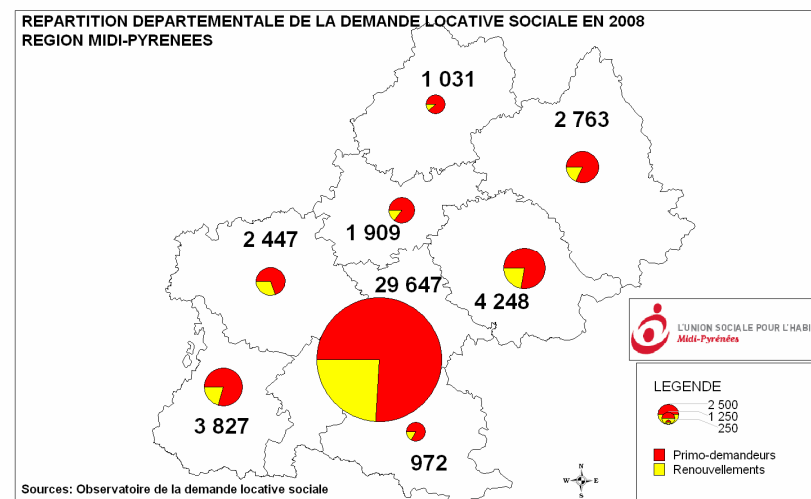 REPARTITION DEPARTEMENTALE DE LA DEMANDE LOCATIVE SOCIALE EN 2008
REGION MIDI-PYRENEES
1 031
2 763
1 909
2 447
29 647
4 248
3 827
972
L'UNION SOCIALE POUR L'HABI
Midi-Pyrénées
LEGENDE
2 500
1 250
250
Primo-demandeurs
Renouvellements
N
W E
S
Sources: Observatoire de la demande locative sociale